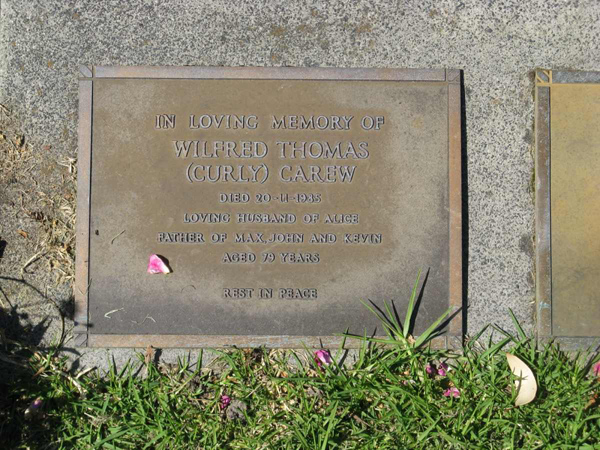 IN LOVING MEMORY OF
WILFRED THOMAS
(CURLY) CAREW
DIED 20-11-1985
LOVING HUSBAND OF ALICE
FATHER OF MAX, JOHN AND KEVIN
AGED 79 YEARS
REST IN PEACE